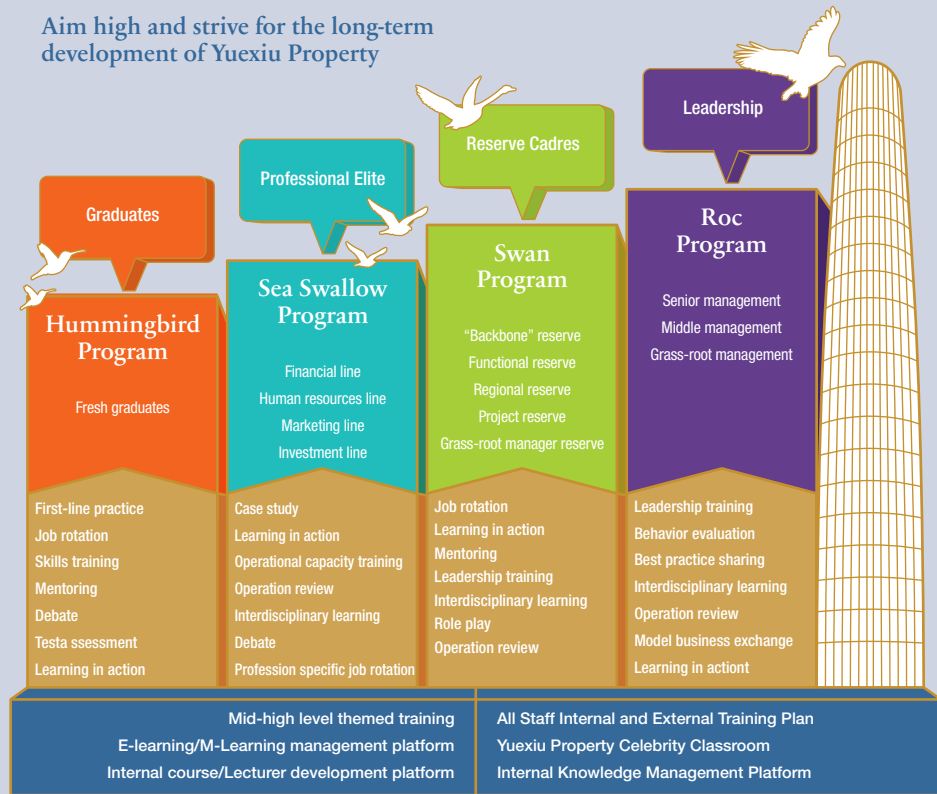 Aim high and strive for the long-term
development of Yuexiu Property
Graduates
Hummingbird
Program
Fresh graduates
First-line practice
Job rotation
Skills training
Mentoring
Debate
Testa ssessment
Learning in action
Professional Elite
Sea Swallow
Program
Financial line
Human resources line
Marketing line
Investment line
Case study
Learning in action
Operational capacity training
Operation review
Interdisciplinary learning
Debate
Profession specific job rotation
Reserve Cadres
Swan
Program
“Backbone” reserve
Functional reserve
Regional reserve
Project reserve
Grass-root manager reserve
Job rotation
Learning in action
Mentoring
Leadership training
Interdisciplinary learning
Role play
Operation review
Leadership
Roc
Program
Senior management
Middle management
Grass-root management
Leadership training
Behavior evaluation
Best practice sharing
Interdisciplinary learning
Operation review
Model business exchange
Learning in actiont
Mid-high level themed training
E-learning/M-Learning management platform
Internal course/Lecturer development platform
All Staff Internal and External Training Plan
Yuexiu Property Celebrity Classroom
Internal Knowledge Management Platform